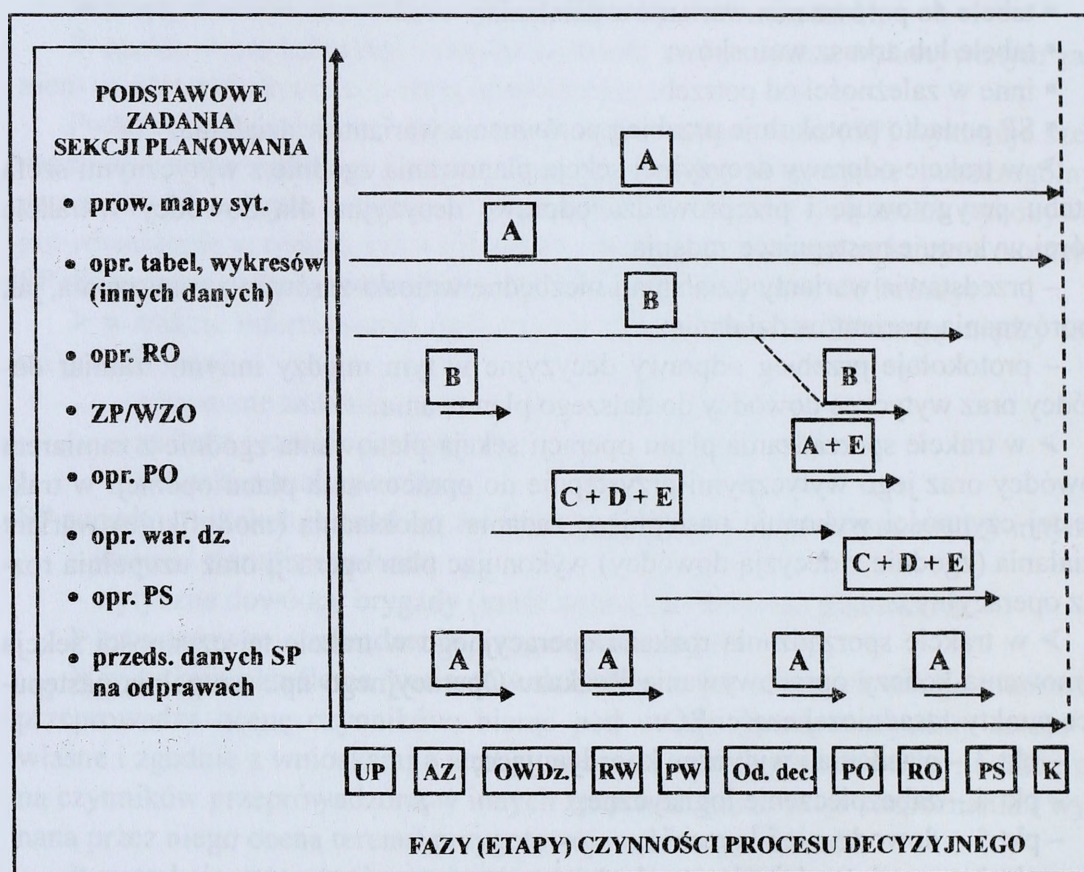 PODSTAWOWE
ZADANIA
SEKCJI PLANOWANIA
• prow. mapy syt.
• opr. tabel, wykresów
(innych danych)
• opr. RO
• ZP/WZO
• opr. PO
• opr. war. dz.
• opr. PS
• przeds. danych SP
na odprawach
A
A
B
B
B
A + E
C + D + E
C + D + E
A
A
A
A
UP
AZ
OWDz.
RW
PW
Od. dec.
PO
RO
PS
K
FAZY (ETAPY) CZYNNOŚCI PROCESU DECYZYJNEGO